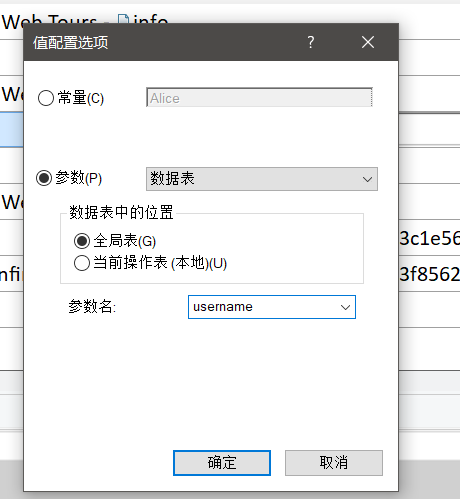 Web Tours - info
值配置选项 ?
We
常量(C) Alice
参数(P) 数据表
We
数据表中的位置
全局表(G) 3c1e56
当前操作表 (本地)(U) 3f8562
nfi
参数名: username
确定 取消